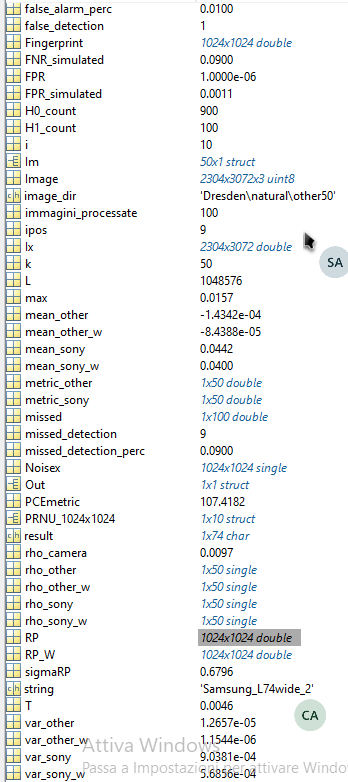 false_alarm_perc 0.0100
false_detection 1
Fingerprint 1024x1024 double
FNR_simulated 0.0900
FPR 1.0000e-06
FPR_simulated 0.0011
H0_count 900
H1_count 100
i 10
Im 50x1 struct
Image 2304x3072x3 uint8
image_dir 'Dresden\natural\other50'
immagini_processate 100
ipos 9
Ix 2304x3072 double
k 50
SA
L 1048576
max 0.0157
mean_other -1.4342e-04
mean_other_w -8.4388e-05
mean_sony 0.0442
mean_sony_w 0.0400
metric_other 1x50 double
metric_sony 1x50 double
missed 1x100 double
missed_detection 9
missed_detection_perc 0.0900
Noisex 1024x1024 single
Out 1x1 struct
PCEmetric 107.4182
PRNU_1024x1024 1x10 struct
result 1x74 char
rho_camera 0.0097
rho_other 1x50 single
rho_other_w 1x50 single
rho_sony 1x50 single
rho_sony_w 1x50 single
RP 1024x1024 double
RP_W 1024x1024 double
sigmaRP 0.6796
string 'Samsung_L74wide_2'
T 0.0046
CA
var_other 1.2657e-05
var_other_w 1.1544e-06
Attiva Windows
var_sony 9.0381e-04
Passa a Impostazioni per attivare Windo
var_sony_w 5.6856e-04